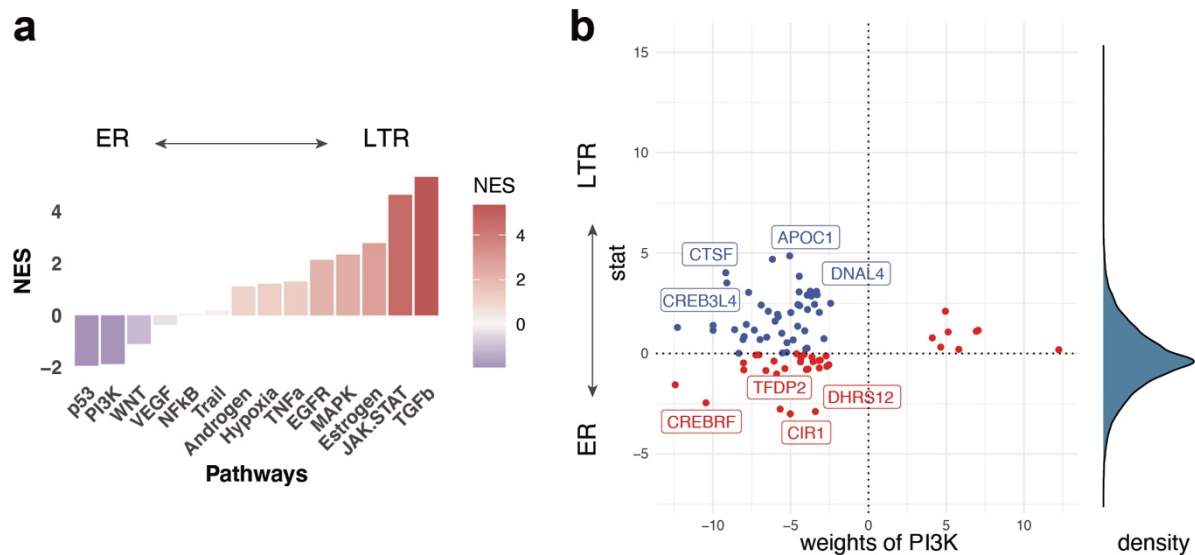 a
ER
LTR
NES
4
2
0
−2
NES
4
2
0
p53
PI3K
WNT
VEGF
NFkB
Trail
Androgen
Hypoxia
TNFa
EGFR
MAPK
Estrogen
JAK.STAT
TGFb
Pathways
b
LTR
ER
stat
15
10
5
0
−5
APOC1
CTSF
DNAL4
CREB3L4
TFDP2
DHRS12
CREBRF
CIR1
−10
−5
0
5
10
weights of PI3K
density